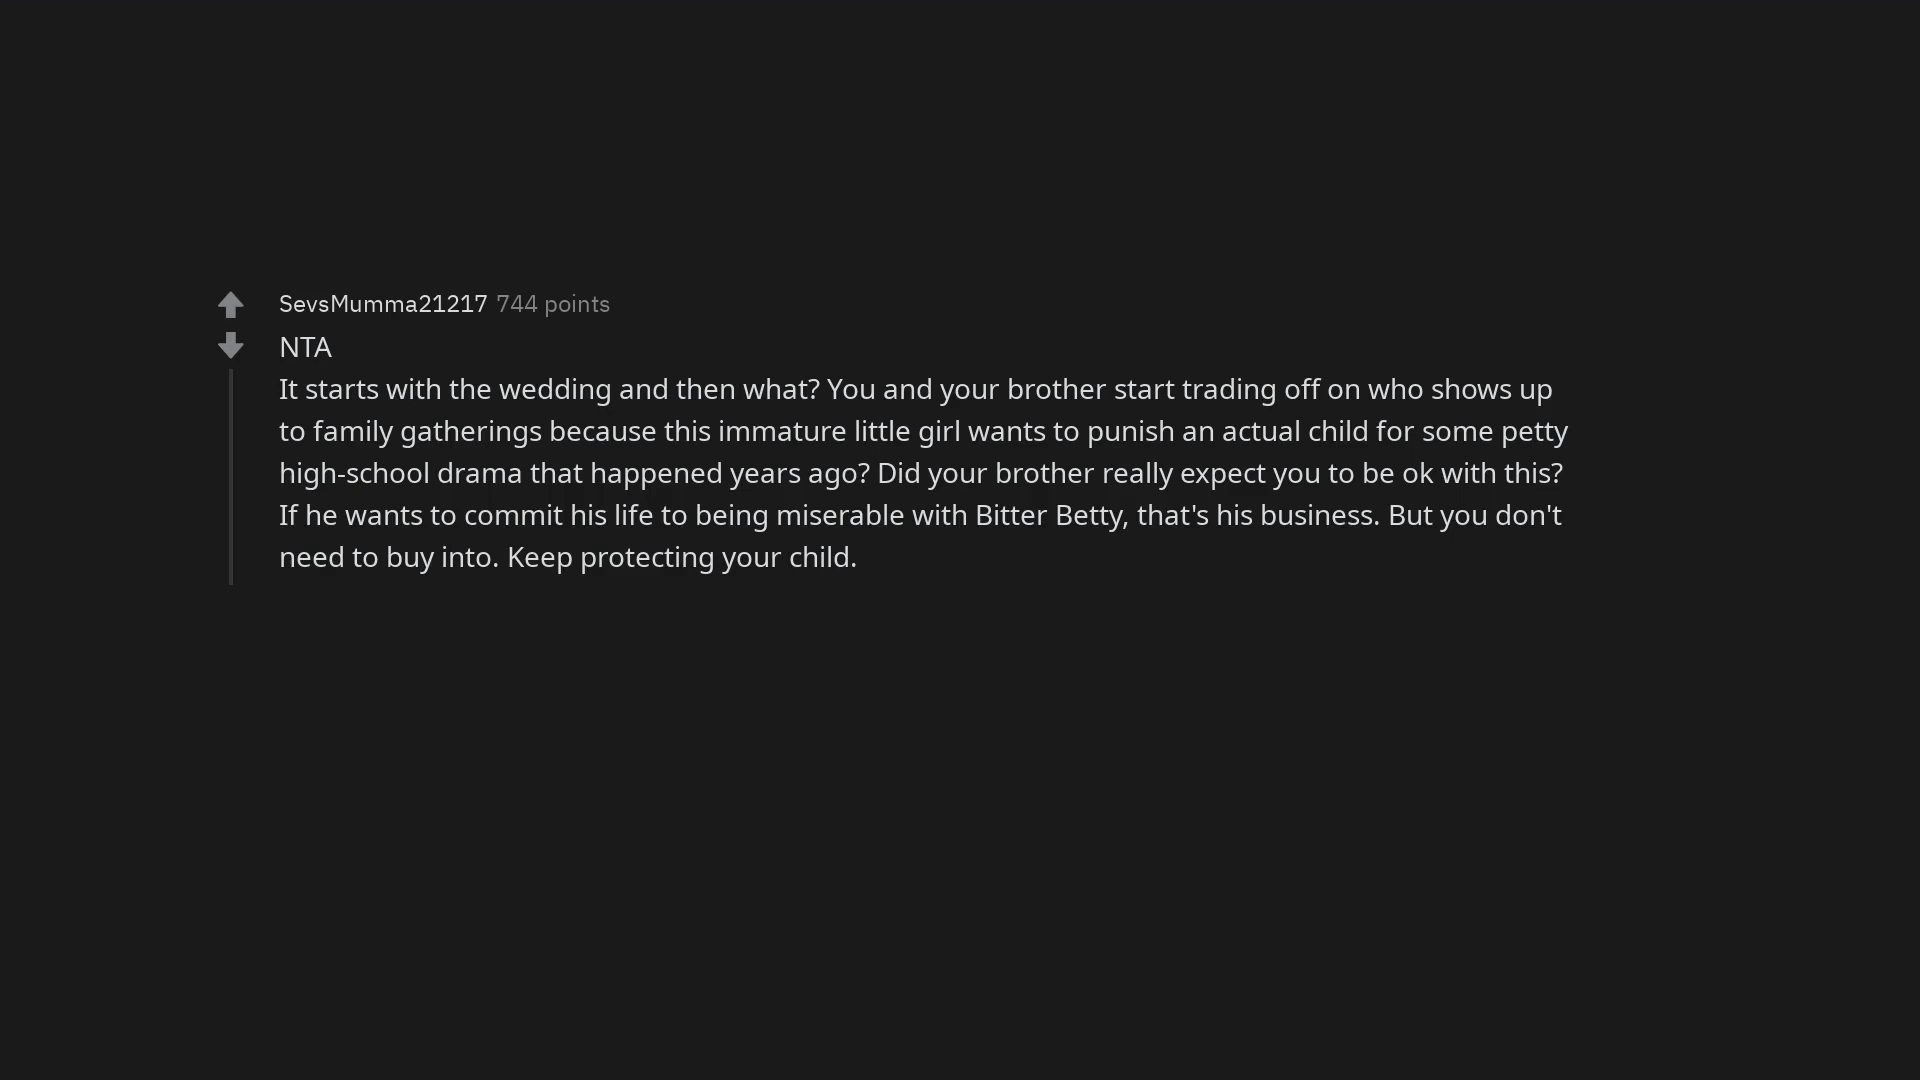 SevsMumma21217 744 points
NTA
It starts with the wedding and then what? You and your brother start trading off on who shows up
to family gatherings because this immature little girl wants to punish an actual child for some petty
high-school drama that happened years ago? Did your brother really expect you to be ok with this?
If he wants to commit his life to being miserable with Bitter Betty, that's his business. But you don't
need to buy into. Keep protecting your child.